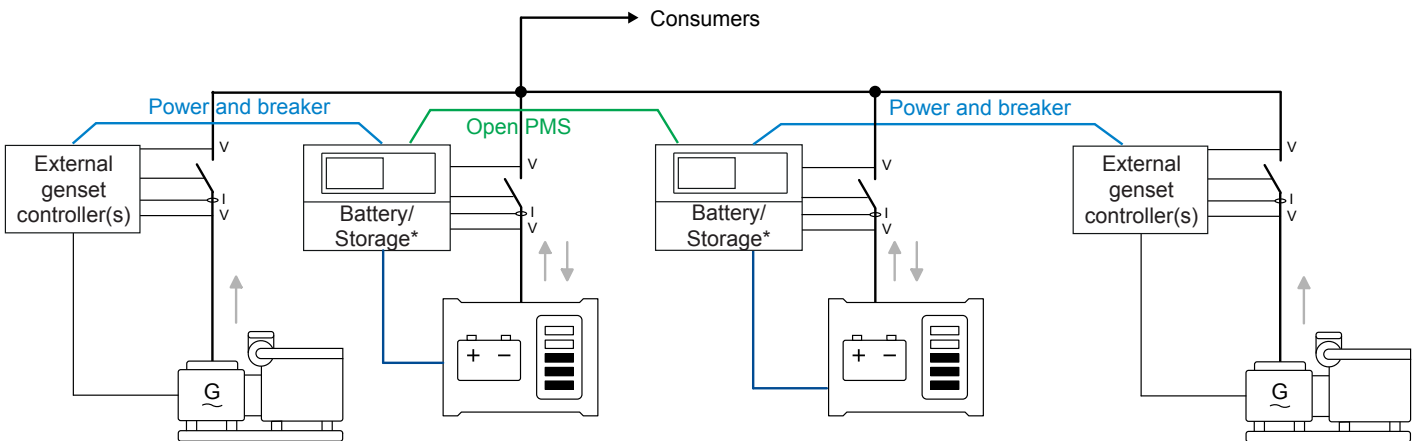 Consumers
Power and breaker
Open PMS
Power and breaker
External
genset
controller(s)
V
I
V
Battery/
Storage*
V
I
V
Battery/
Storage*
V
I
V
External
genset
controller(s)
V
I
V
G
+ −
+ −
G